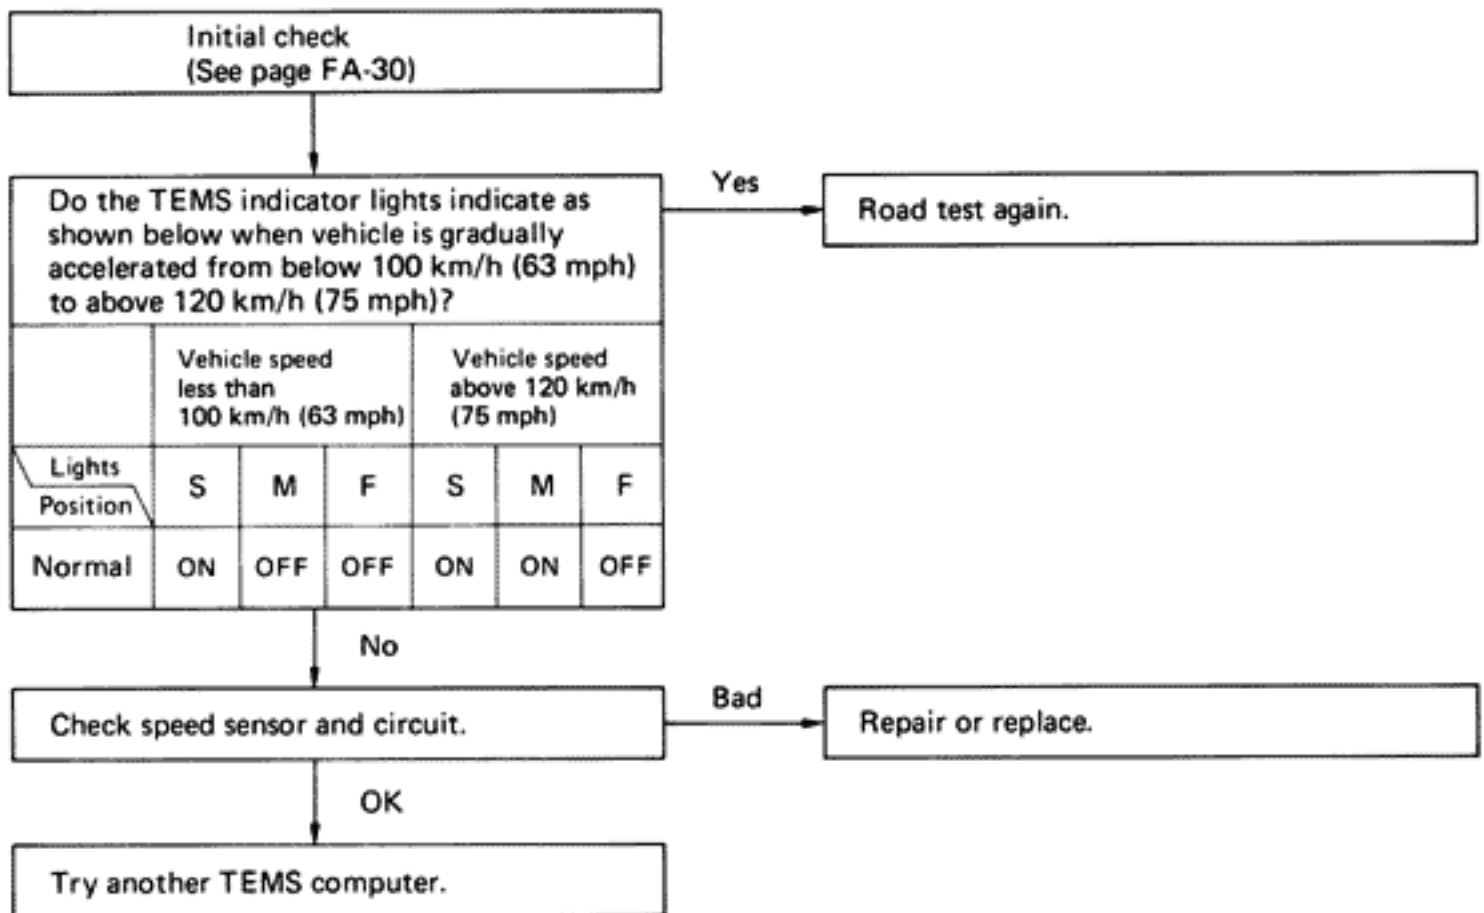 Initial check
(See page FA-30)
Do the TEMS indicator lights indicate as
shown below when vehicle is gradually
accelerated from below 100 km/h (63 mph)
to above 120 km/h (75 mph)?
Yes
Road test again.
Vehicle speed
less than
100 km/h (63 mph)
Vehicle speed
above 120 km/h
(75 mph)
Lights
Position
S M F S M F
Normal ON OFF OFF ON ON OFF
No
Check speed sensor and circuit.
Bad
Repair or replace.
OK
Try another TEMS computer.